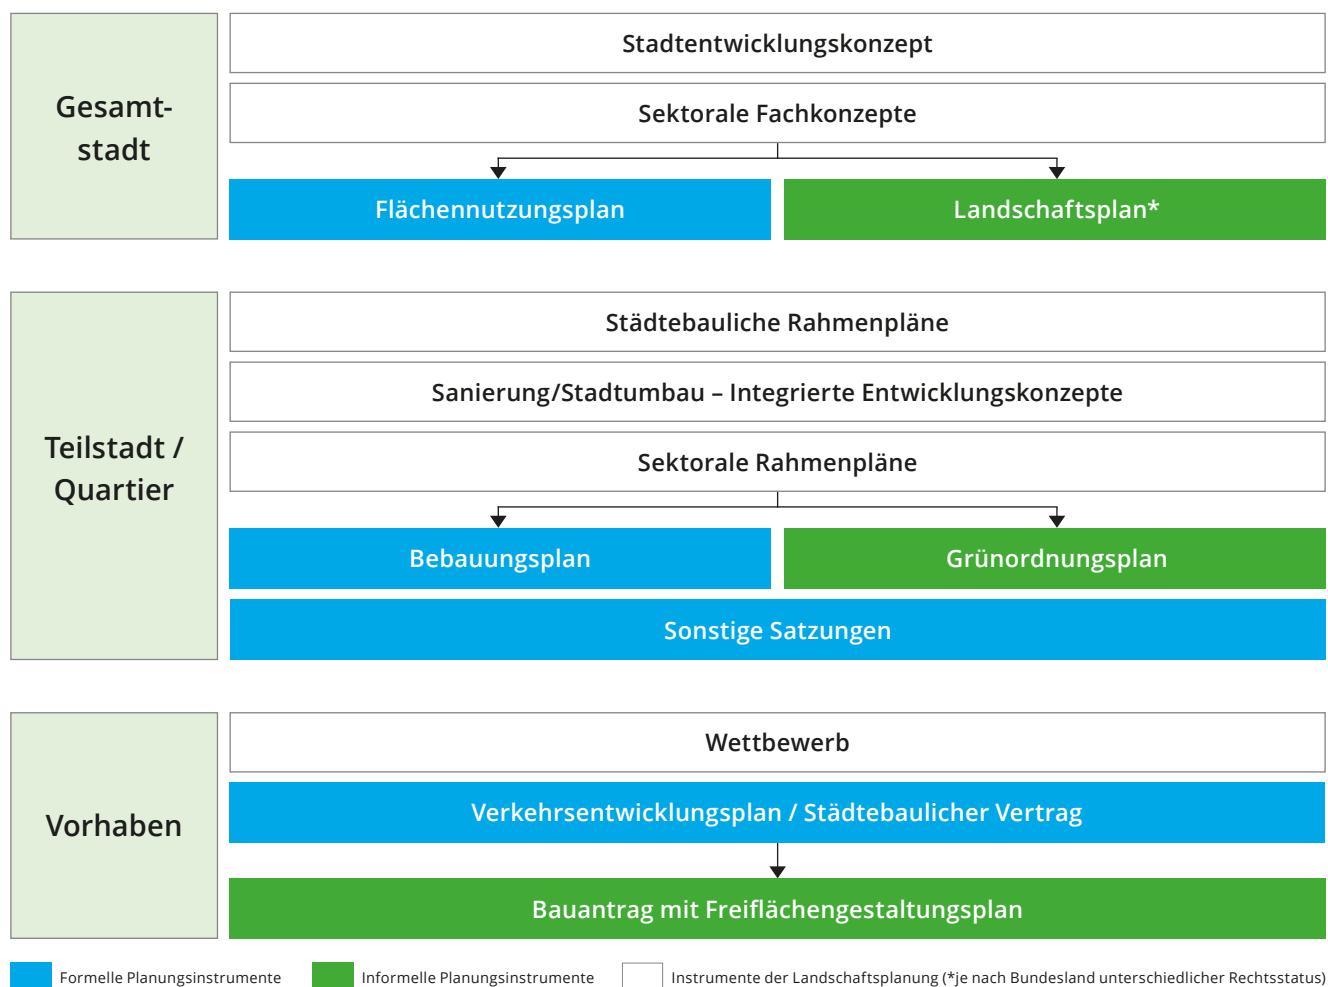 Gesamt-
stadt
Stadtentwicklungskonzept
Sektorale Fachkonzepte
Flächennutzungsplan
Landschaftsplan*
Teilstadt /
Quartier
Städtebauliche Rahmenpläne
Sanierung/Stadtumbau – Integrierte Entwicklungskonzepte
Sektorale Rahmenpläne
Bebauungsplan
Grünordnungsplan
Sonstige Satzungen
Vorhaben
Wettbewerb
Verkehrsentwicklungsplan / Städtebaulicher Vertrag
Bauantrag mit Freiflächengestaltungsplan
Formelle Planungsinstrumente
Informelle Planungsinstrumente
Instrumente der Landschaftsplanung (*je nach Bundesland unterschiedlicher Rechtsstatus)